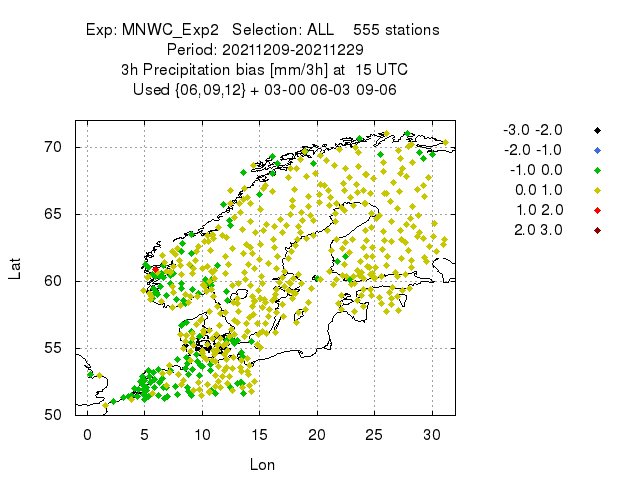 Exp: MNWC_Exp2 Selection: ALL 555 stations
Period: 20211209-20211229
3h Precipitation bias [mm/3h] at 15 UTC
Used {06,09,12} + 03-00 06-03 09-06
-3.0 -2.0
-2.0 -1.0
-1.0 0.0
0.0 1.0
1.0 2.0
2.0 3.0
70
65
60
55
50
Lat
0 5 10 15 20 25 30
Lon